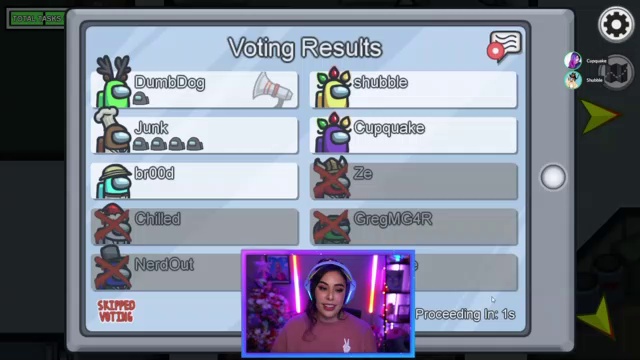 TOTAL TASKS
Voting Results
DumbDog
shubble
Junk
Cupquake
br00d
Ze
Chilled
GregMG4R
NerdOut
SKIPPED
VOTING
Proceeding In: 1s
Cupquake
Shubble